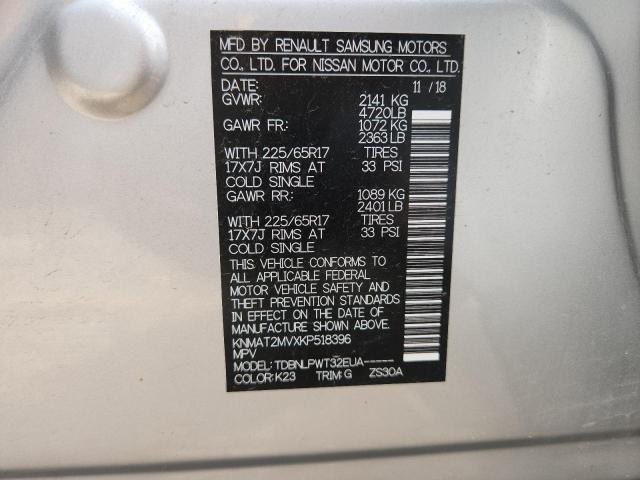 MFD BY RENAULT SAMSUNG MOTORS
CO., LTD. FOR NISSAN MOTOR CO., LTD.
DATE: 11 / 18
GVWR: 2141 KG
4720LB
GAWR FR.: 1072 KG
2363 LB
WITH 225/65R17 TIRES
17X7J RIMS AT 33 PSI
COLD SINGLE
GAWR RR.: 1089 KG
2401 LB
WITH 225/65R17 TIRES
17X7J RIMS AT 33 PSI
COLD SINGLE
THIS VEHICLE CONFORMS TO
ALL APPLICABLE FEDERAL
MOTOR VEHICLE SAFETY AND
THEFT PREVENTION STANDARDS
IN EFFECT ON THE DATE OF
MANUFACTURE SHOWN ABOVE.
KNMAT2MVXKP518396
MPV
MODEL: TDBNLPWT32EUA------
COLOR: K23 TRIM: G ZS30A